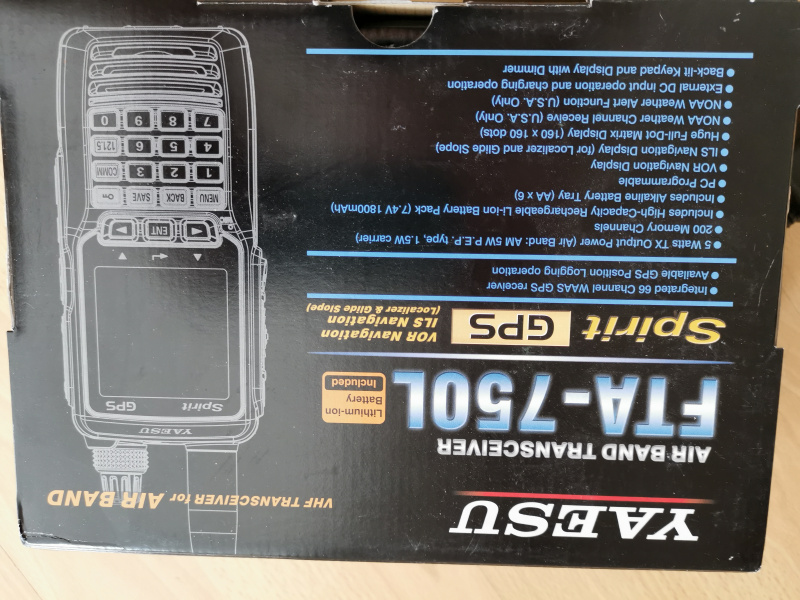 YAESU
VHF TRANSCEIVER for AIR BAND
AIR BAND TRANSCEIVER
FTA-750L
Lithium-ion
Battery
Included
Spirit GPS
VOR Navigation
ILS Navigation
(Localizer & Glide Slope)
● Integrated 66 Channel WAAS GPS receiver
● Available GPS Position Logging operation
● 5 Watts TX Output Power (Air Band: AM 5W P.E.P. type, 1.5W carrier)
● 200 Memory Channels
● Includes High-Capacity Rechargeable Li-ion Battery Pack (7.4V 1800mAh)
● Includes Alkaline Battery Tray (AA x 6)
● PC Programmable
● VOR Navigation Display
● ILS Navigation Display (for Localizer and Glide Slope)
● Huge Full-Dot Matrix Display (160 x 160 dots)
● NOAA Weather Channel Receive (U.S.A. Only)
● NOAA Weather Alert Function (U.S.A. Only)
● External DC input operation and charging operation
● Back-lit Keypad and Display with Dimmer
YAESU
Spirit GPS
ENT
MENU BACK SAVE
1 2 3 COMM
4 5 6 121.5
7 8 9 0